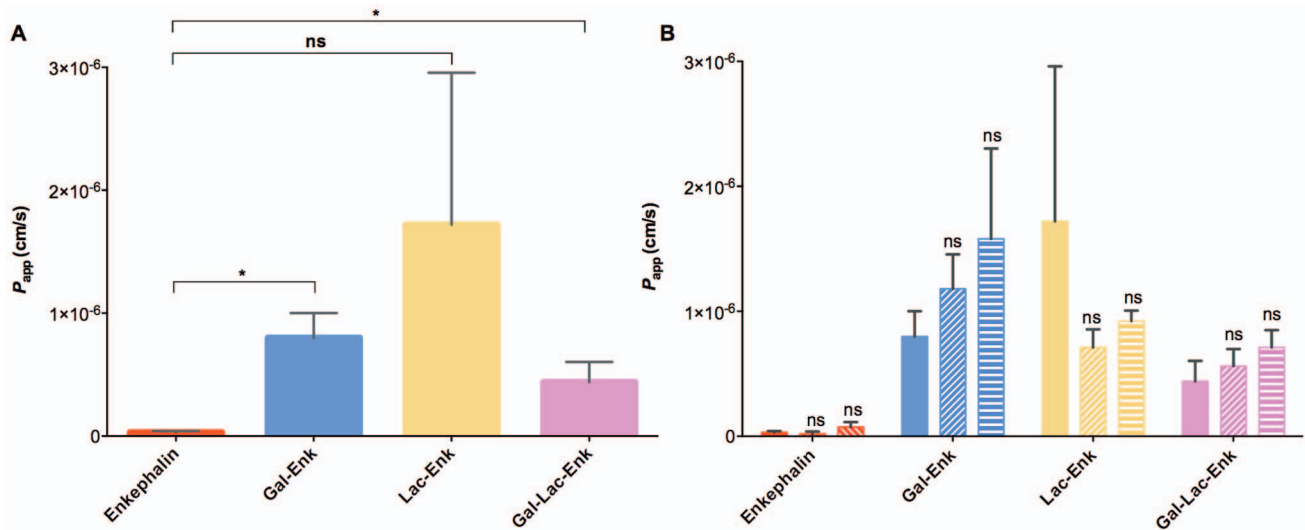 A
*
ns
*
3×10⁻⁶
2×10⁻⁶
1×10⁻⁶
0
Papp (cm/s)
Enkephalin
Gal-Enk
Lac-Enk
Gal-Lac-Enk
B
3×10⁻⁶
2×10⁻⁶
1×10⁻⁶
0
Papp (cm/s)
ns
ns
ns
ns
ns
ns
ns
ns
Enkephalin
Gal-Enk
Lac-Enk
Gal-Lac-Enk